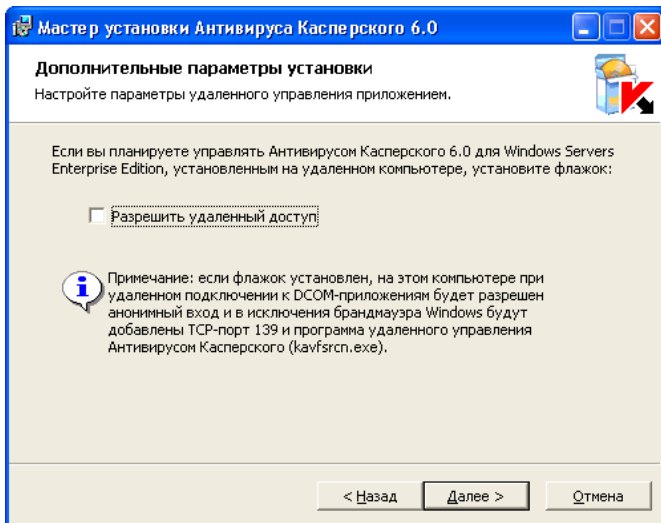 Мастер установки Антивируса Касперского 6.0
Дополнительные параметры установки
Настройте параметры удаленного управления приложением.
Если вы планируете управлять Антивирусом Касперского 6.0 для Windows Servers
Enterprise Edition, установленным на удаленном компьютере, установите флажок:
Разрешить удаленный доступ
Примечание: если флажок установлен, на этом компьютере при
удаленном подключении к DCOM-приложениям будет разрешен
анонимный вход и в исключения брандмауэра Windows будут
добавлены TCP-порт 139 и программа удаленного управления
Антивирусом Касперского (kavfsrcn.exe).
< Назад
Далее >
Отмена